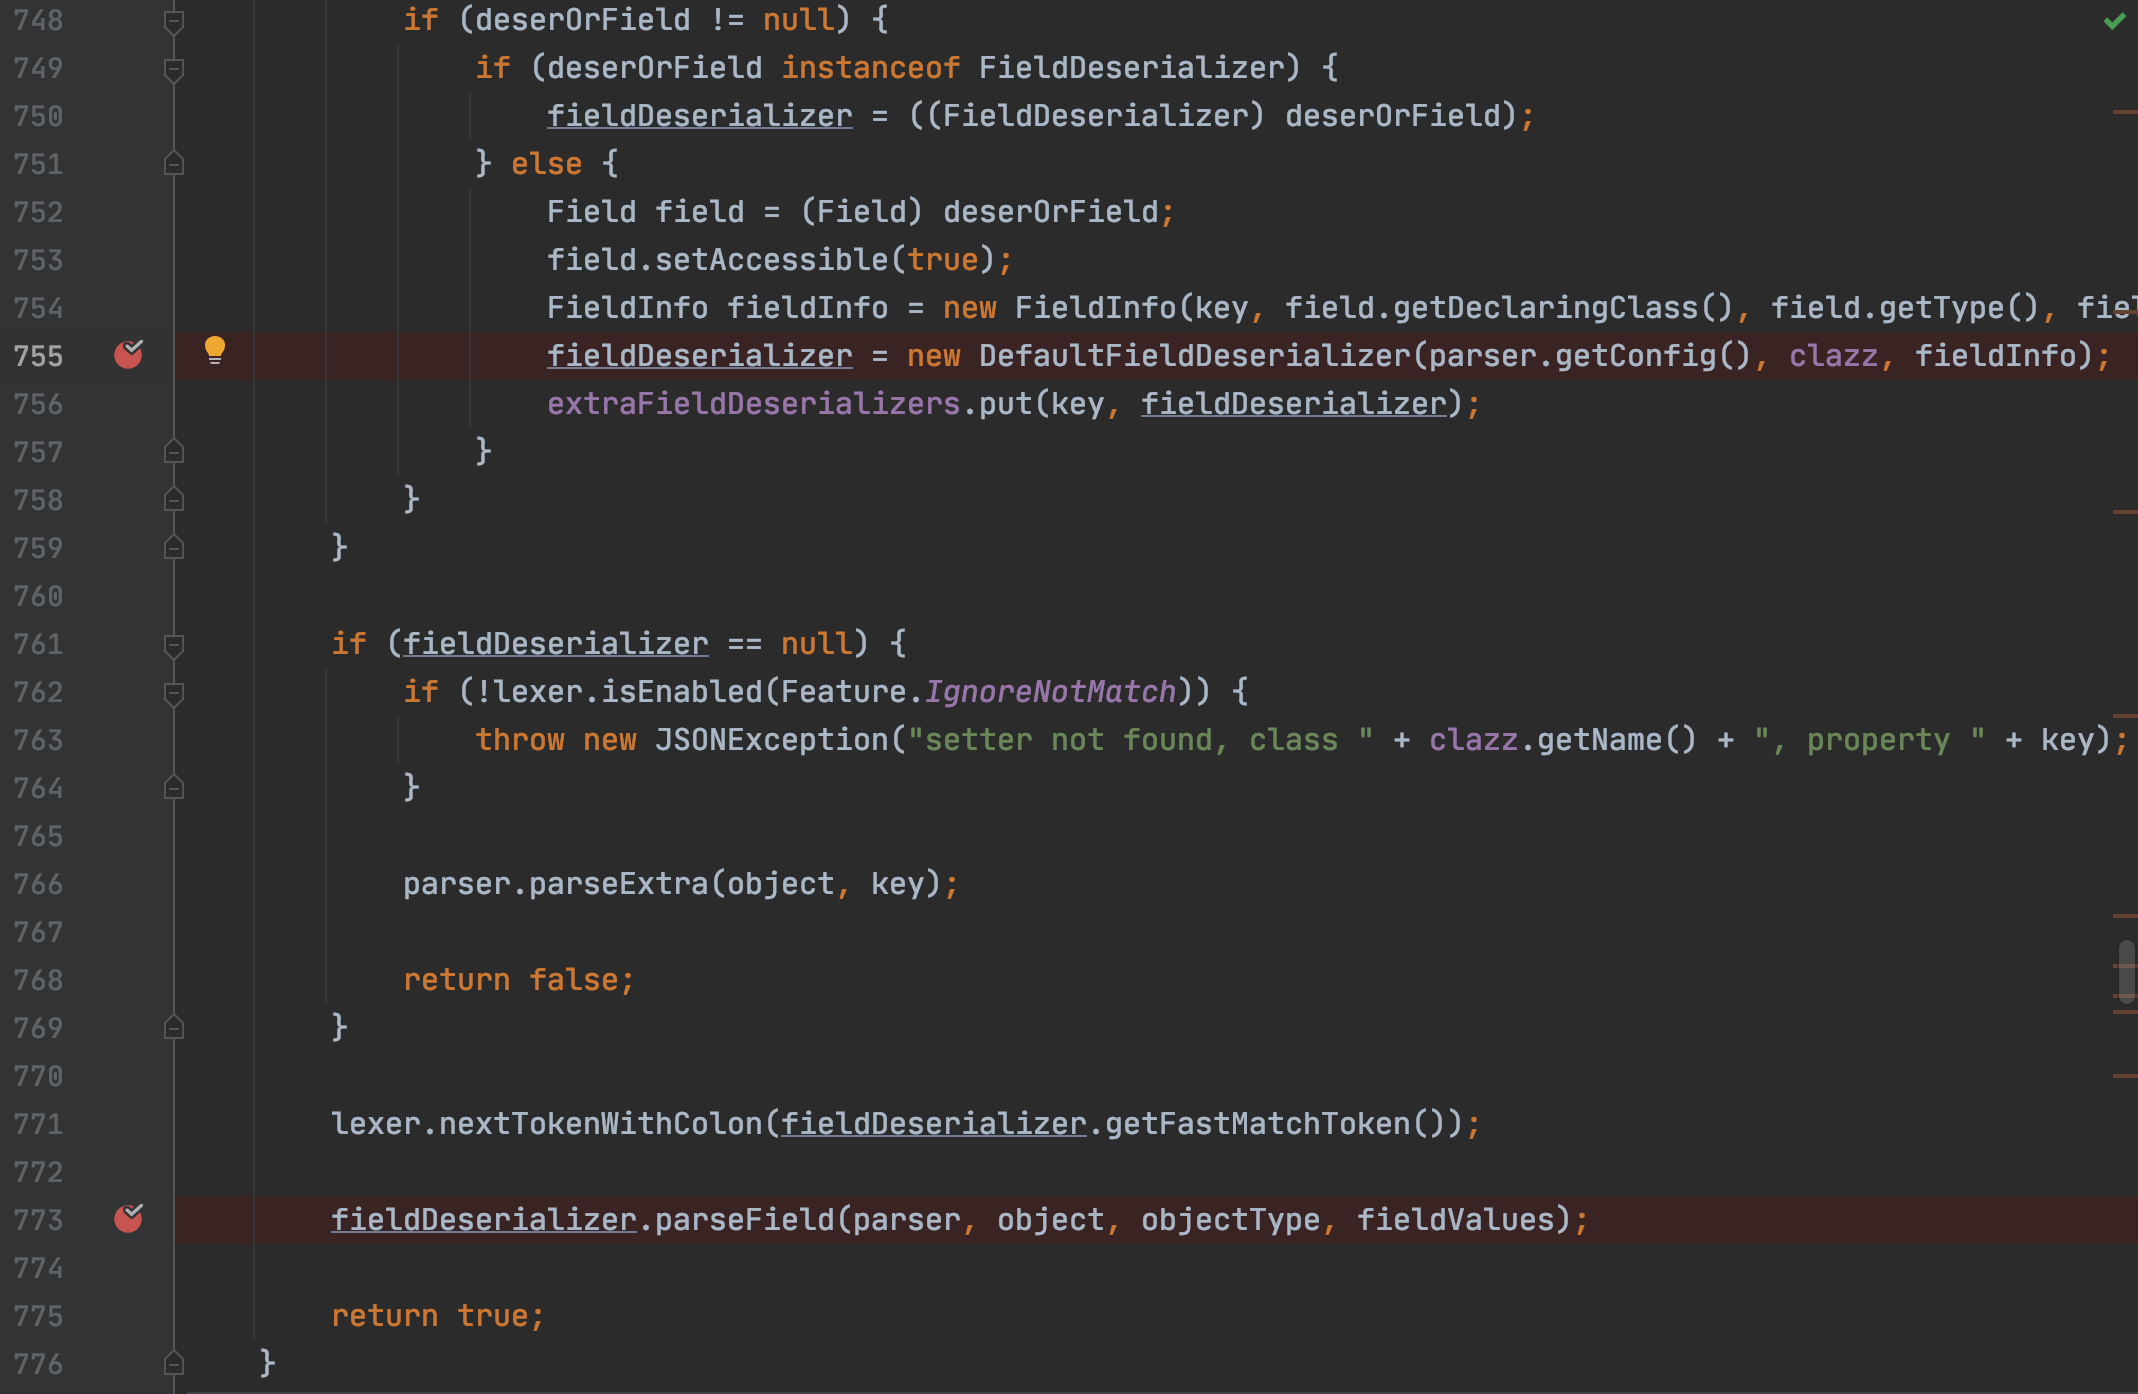 748 if (deserOrField != null) {
749 if (deserOrField instanceof FieldDeserializer) {
750 fieldDeserializer = ((FieldDeserializer) deserOrField);
751 } else {
752 Field field = (Field) deserOrField;
753 field.setAccessible(true);
754 FieldInfo fieldInfo = new FieldInfo(key, field.getDeclaringClass(), field.getType(),
755 fieldDeserializer = new DefaultFieldDeserializer(parser.getConfig(), clazz, fieldInfo);
756 extraFieldDeserializers.put(key, fieldDeserializer);
757 }
758 }
759 }
760
761 if (fieldDeserializer == null) {
762 if (!lexer.isEnabled(Feature.IgnoreNotMatch)) {
763 throw new JSONException("setter not found, class " + clazz.getName() + ", property " + key);
764 }
765
766 parser.parseExtra(object, key);
767
768 return false;
769 }
770
771 lexer.nextTokenWithColon(fieldDeserializer.getFastMatchToken());
772
773 fieldDeserializer.parseField(parser, object, objectType, fieldValues);
774
775 return true;
776 }